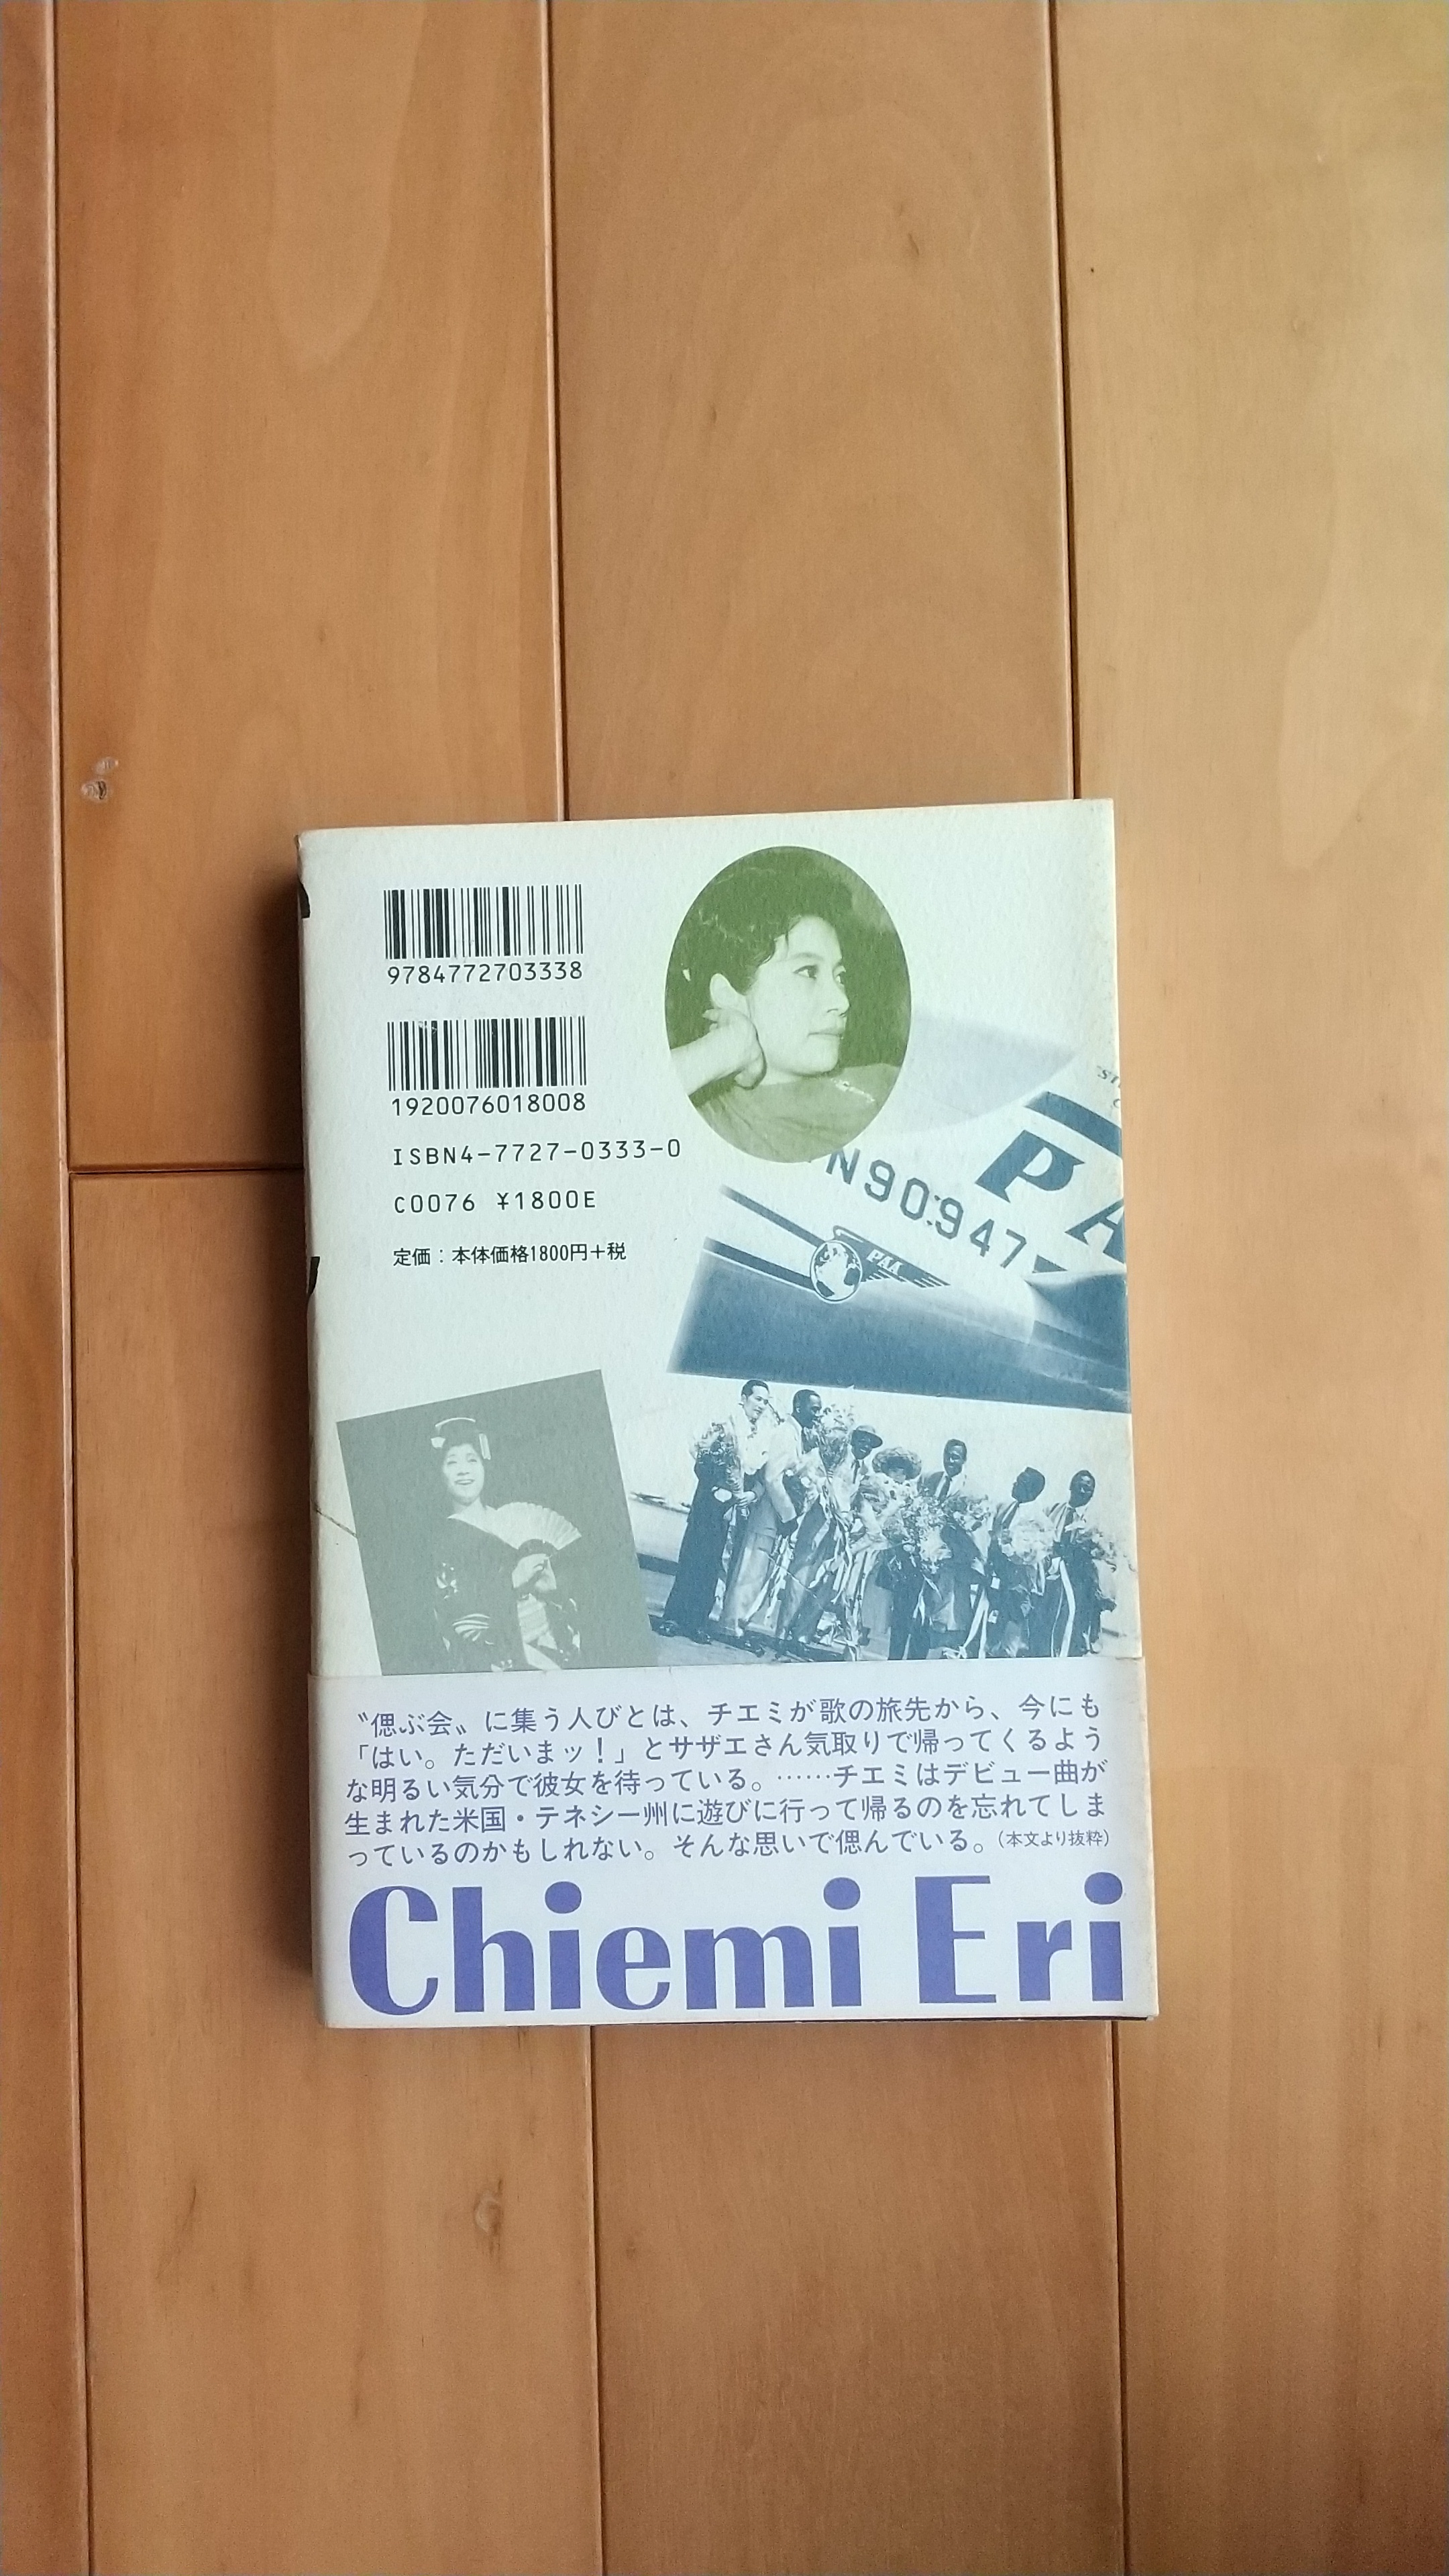 9784772703338
1920076018008
ISBN4-7727-0333-0
C0076 ¥1800E
定価：本体価格1800円＋税
N90947
PAA
PA
〝偲ぶ会〟に集う人びとは、チエミが歌の旅先から、今にも
「はい。ただいまッ！」とサザエさん気取りで帰ってくるよう
な明るい気分で彼女を待っている。……チエミはデビュー曲が
生まれた米国・テネシー州に遊びに行って帰るのを忘れてしま
っているのかもしれない。そんな思いで偲んでいる。（本文より抜粋）
Chiemi Eri